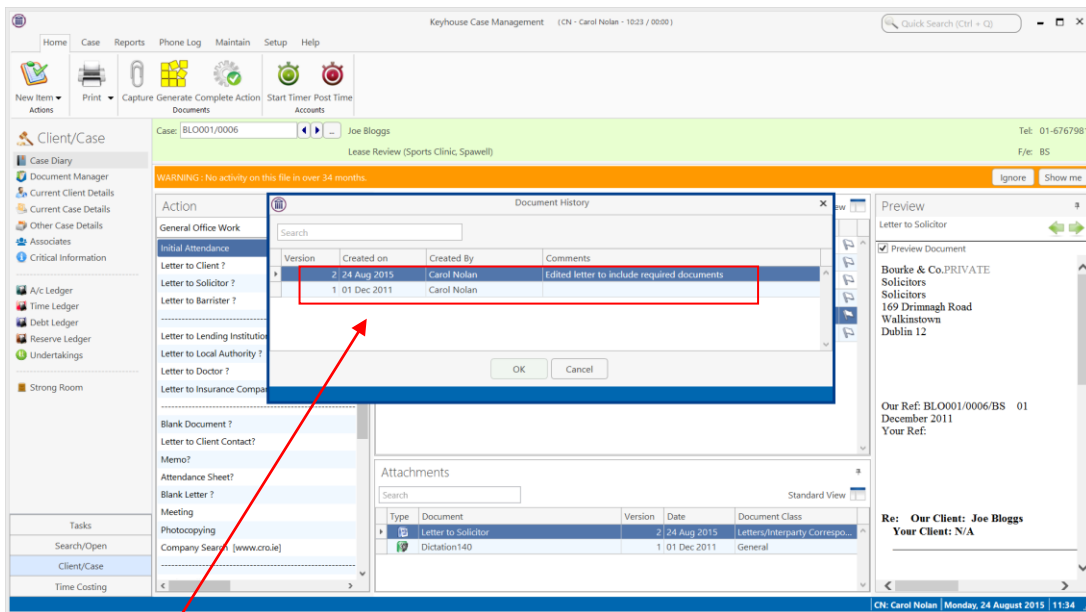 Keyhouse Case Management (CN - Carol Nolan - 10:23 / 00:00 )
Quick Search (Ctrl + Q)
Home Case Reports Phone Log Maintain Setup Help
New Item Print Capture Generate Complete Action Start Timer Post Time
Actions Documents Accounts
Client/Case
Case Diary
Document Manager
Current Client Details
Current Case Details
Other Case Details
Associates
Critical Information
A/c Ledger
Time Ledger
Debt Ledger
Reserve Ledger
Undertakings
Strong Room
Tasks
Search/Open
Client/Case
Time Costing
Case: BLO001/0006 ... Joe Bloggs Tel: 01-6767981
Lease Review (Sports Clinic, Spawell) F/e: BS
WARNING : No activity on this file in over 34 months. Ignore Show me
Action
General Office Work
Initial Attendance
Letter to Client ?
Letter to Solicitor ?
Letter to Barrister ?
Letter to Lending Institution
Letter to Local Authority ?
Letter to Doctor ?
Letter to Insurance Compa
Blank Document ?
Letter to Client Contact?
Memo?
Attendance Sheet?
Blank Letter ?
Meeting
Photocopying
Company Search [www.cro.ie]
Document History
Search
Version Created on Created By Comments
2 24 Aug 2015 Carol Nolan Edited letter to include required documents
1 01 Dec 2011 Carol Nolan
OK Cancel
ew
Attachments
Search Standard View
Type Document Version Date Document Class
Letter to Solicitor 2 24 Aug 2015 Letters/Interparty Correspo...
Dictation140 1 01 Dec 2011 General
Preview
Letter to Solicitor
Preview Document
Bourke & Co.PRIVATE
Solicitors
Solicitors
169 Drimnagh Road
Walkinstown
Dublin 12
Our Ref: BLO001/0006/BS 01
December 2011
Your Ref:
Re: Our Client: Joe Bloggs
Your Client: N/A
CN: Carol Nolan Monday, 24 August 2015 11:34